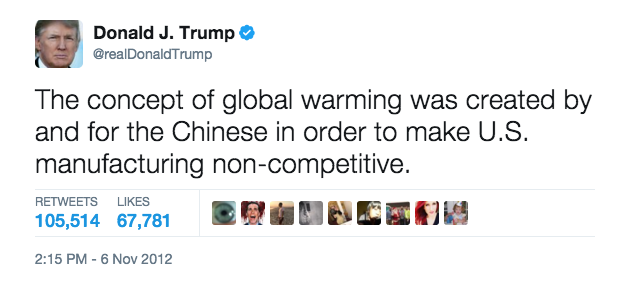 Donald J. Trump
@realDonaldTrump
The concept of global warming was created by
and for the Chinese in order to make U.S.
manufacturing non-competitive.
RETWEETS LIKES
105,514 67,781
2:15 PM - 6 Nov 2012